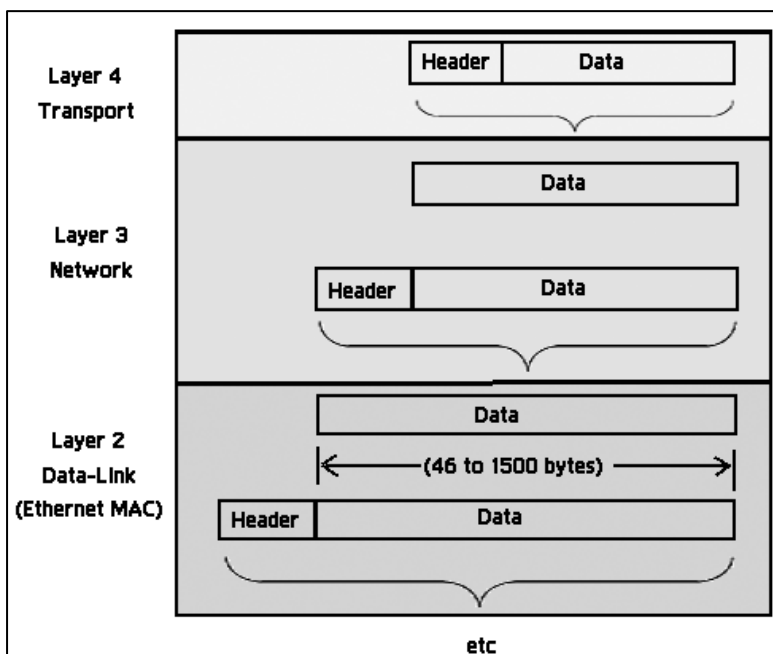 Layer 4
Transport
Header
Data
Layer 3
Network
Data
Header
Data
Layer 2
Data-Link
(Ethernet MAC)
Data
(46 to 1500 bytes)
Header
Data
etc